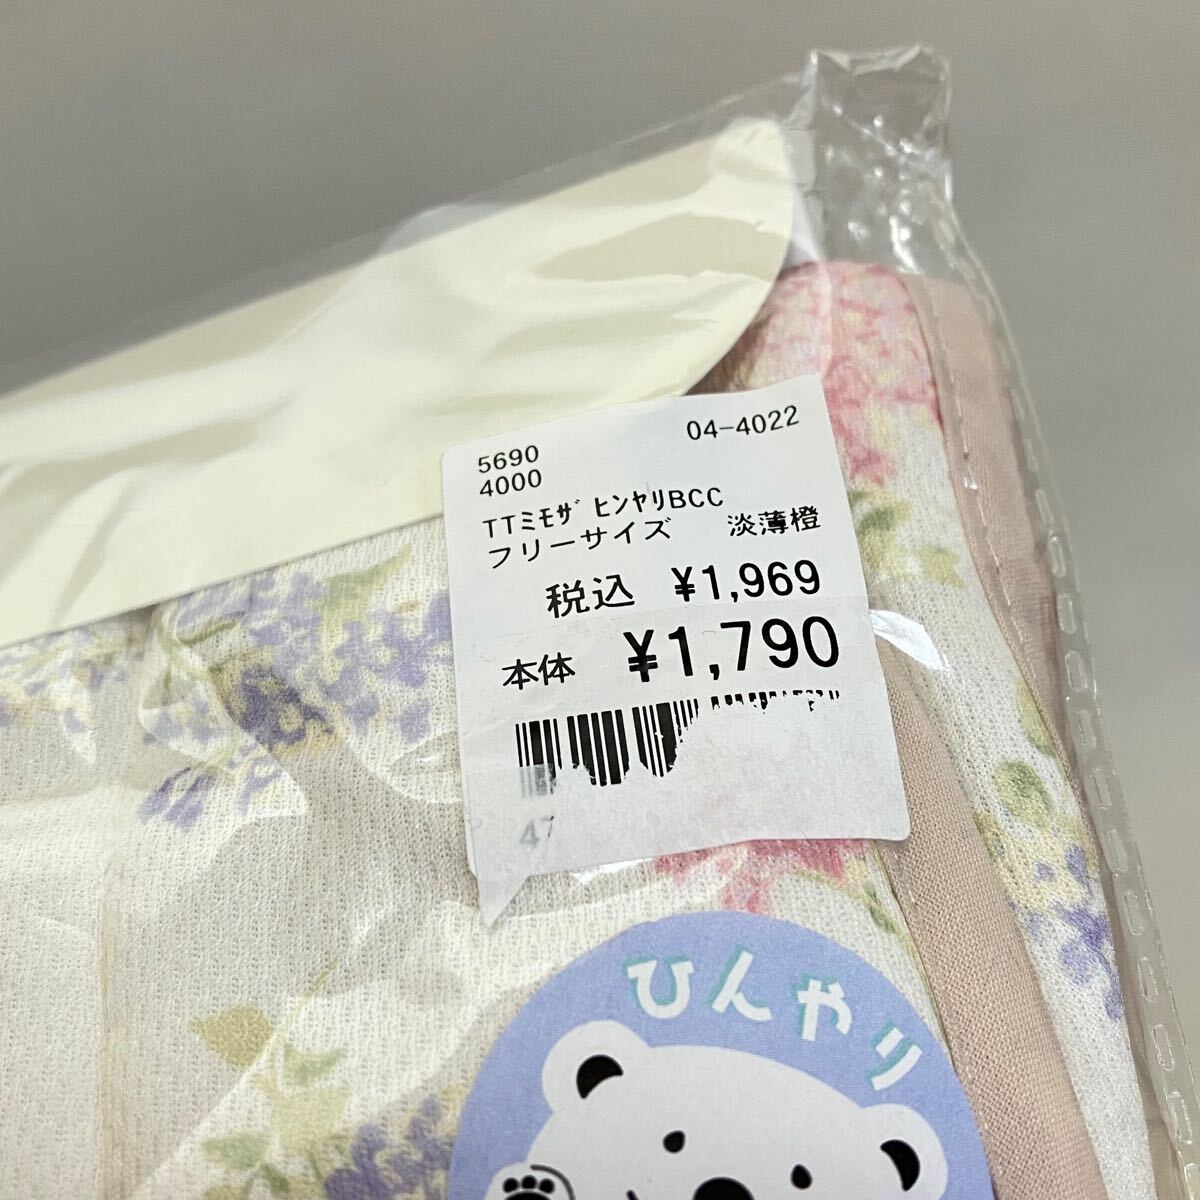 5690 04-4022
4000
TTミモザ ヒンヤリBCC
フリーサイズ 淡薄橙
税込 ¥1,969
本体 ¥1,790
47
ひんやり